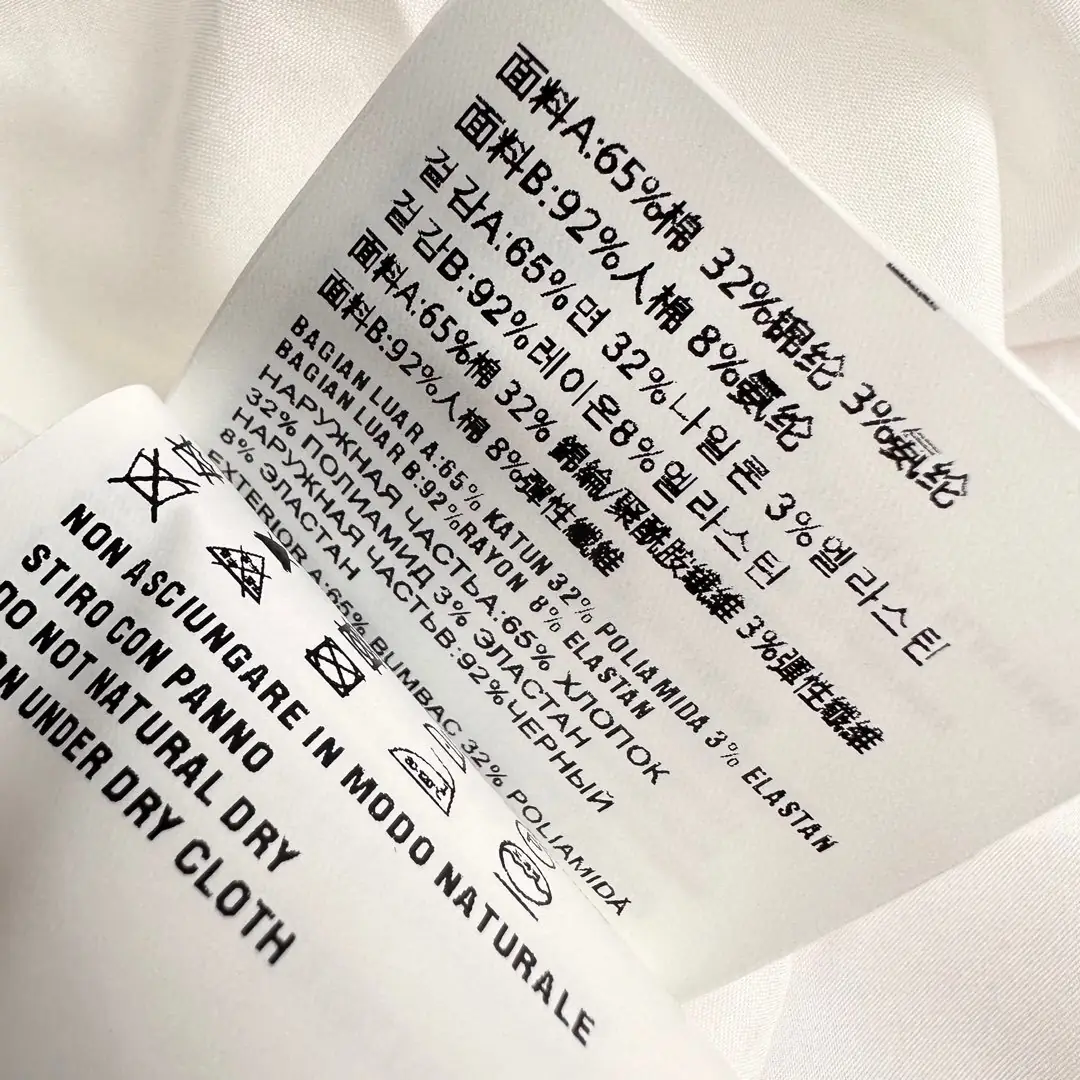 面料A:65%棉 32%锦纶 3%氨纶
面料B:92%人棉 8%氨纶
겉감A:65%면 32%나일론 3%엘라스틴
겉감B:92%레이온8%엘라스틴
面料A:65%棉 32% 錦綸/聚酰胺纖維 3%彈性纖維
面料B:92%人棉 8%彈性纖維
BAGIAN LUAR A:65% KATUN 32% POLIAMIDA 3% ELASTAN
BAGIAN LUAR B:92%RAYON 8% ELASTAN
НАРУЖНАЯ ЧАСТЬA:65% ХЛОПОК
32% ПОЛИАМИД 3% ЭЛАСТАН
НАРУЖНАЯ ЧАСТЬB:92%ЧЕРНЫЙ
8% ЭЛАСТАН
EXTERIOR A:65% BUMBAC 32% POLIAMIDĂ
NON ASCIUNGARE IN MODO NATURALE
STIRO CON PANNO
DO NOT NATURAL DRY
UNDER DRY CLOTH